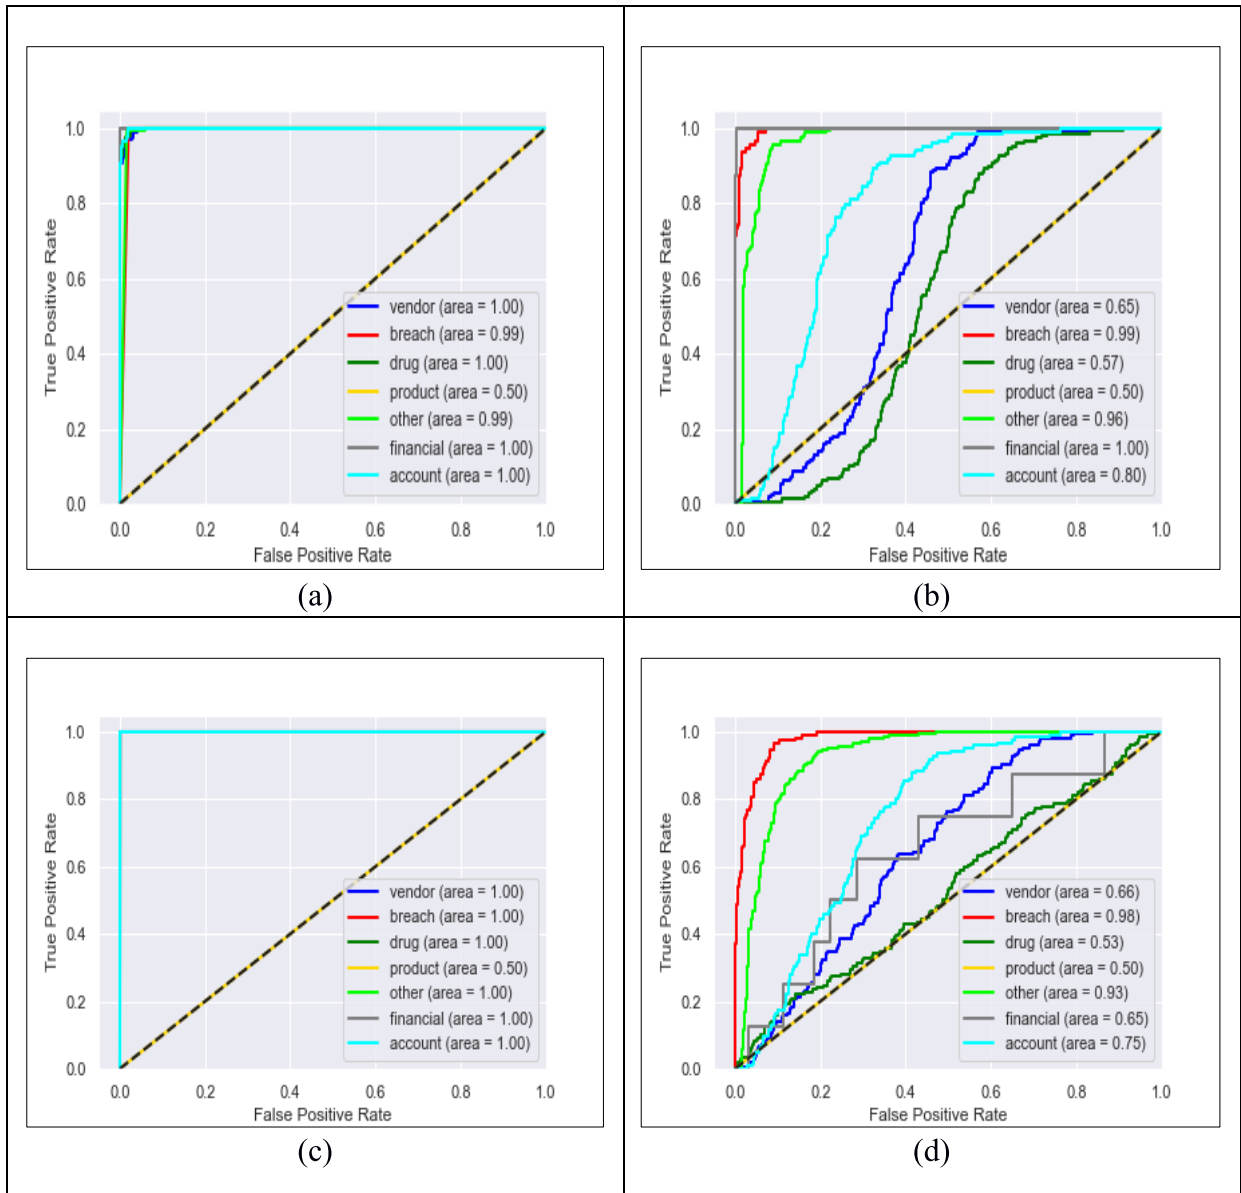 1.0
0.8
0.6
0.4
0.2
0.0
True Positive Rate
vendor (area = 1.00)
breach (area = 0.99)
drug (area = 1.00)
product (area = 0.50)
other (area = 0.99)
financial (area = 1.00)
account (area = 1.00)
0.0 0.2 0.4 0.6 0.8 1.0
False Positive Rate
(a)
1.0
0.8
0.6
0.4
0.2
0.0
True Positive Rate
vendor (area = 0.65)
breach (area = 0.99)
drug (area = 0.57)
product (area = 0.50)
other (area = 0.96)
financial (area = 1.00)
account (area = 0.80)
0.0 0.2 0.4 0.6 0.8 1.0
False Positive Rate
(b)
1.0
0.8
0.6
0.4
0.2
0.0
True Positive Rate
vendor (area = 1.00)
breach (area = 1.00)
drug (area = 1.00)
product (area = 0.50)
other (area = 1.00)
financial (area = 1.00)
account (area = 1.00)
0.0 0.2 0.4 0.6 0.8 1.0
False Positive Rate
(c)
1.0
0.8
0.6
0.4
0.2
0.0
True Positive Rate
vendor (area = 0.66)
breach (area = 0.98)
drug (area = 0.53)
product (area = 0.50)
other (area = 0.93)
financial (area = 0.65)
account (area = 0.75)
0.0 0.2 0.4 0.6 0.8 1.0
False Positive Rate
(d)